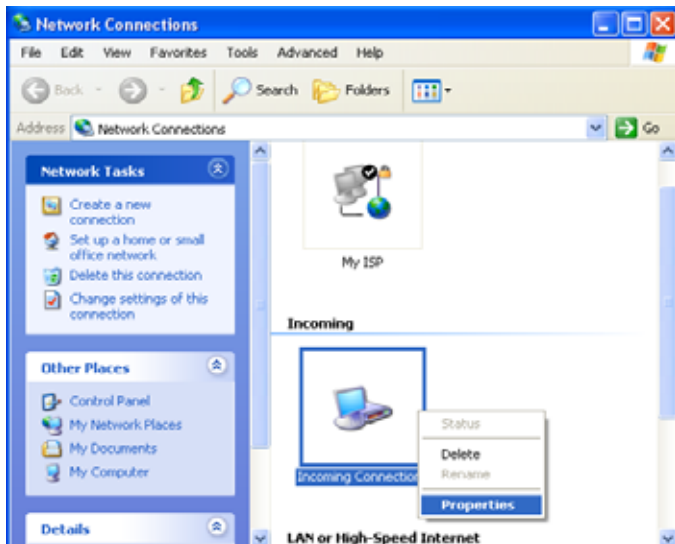 Network Connections
File Edit View Favorites Tools Advanced Help
Back Search Folders
Address Network Connections Go
Network Tasks
Create a new
connection
Set up a home or small
office network
Delete this connection
Change settings of this
connection
Other Places
Control Panel
My Network Places
My Documents
My Computer
Details
My ISP
Incoming
Incoming Connection
Status
Delete
Rename
Properties
LAN or High-Speed Internet